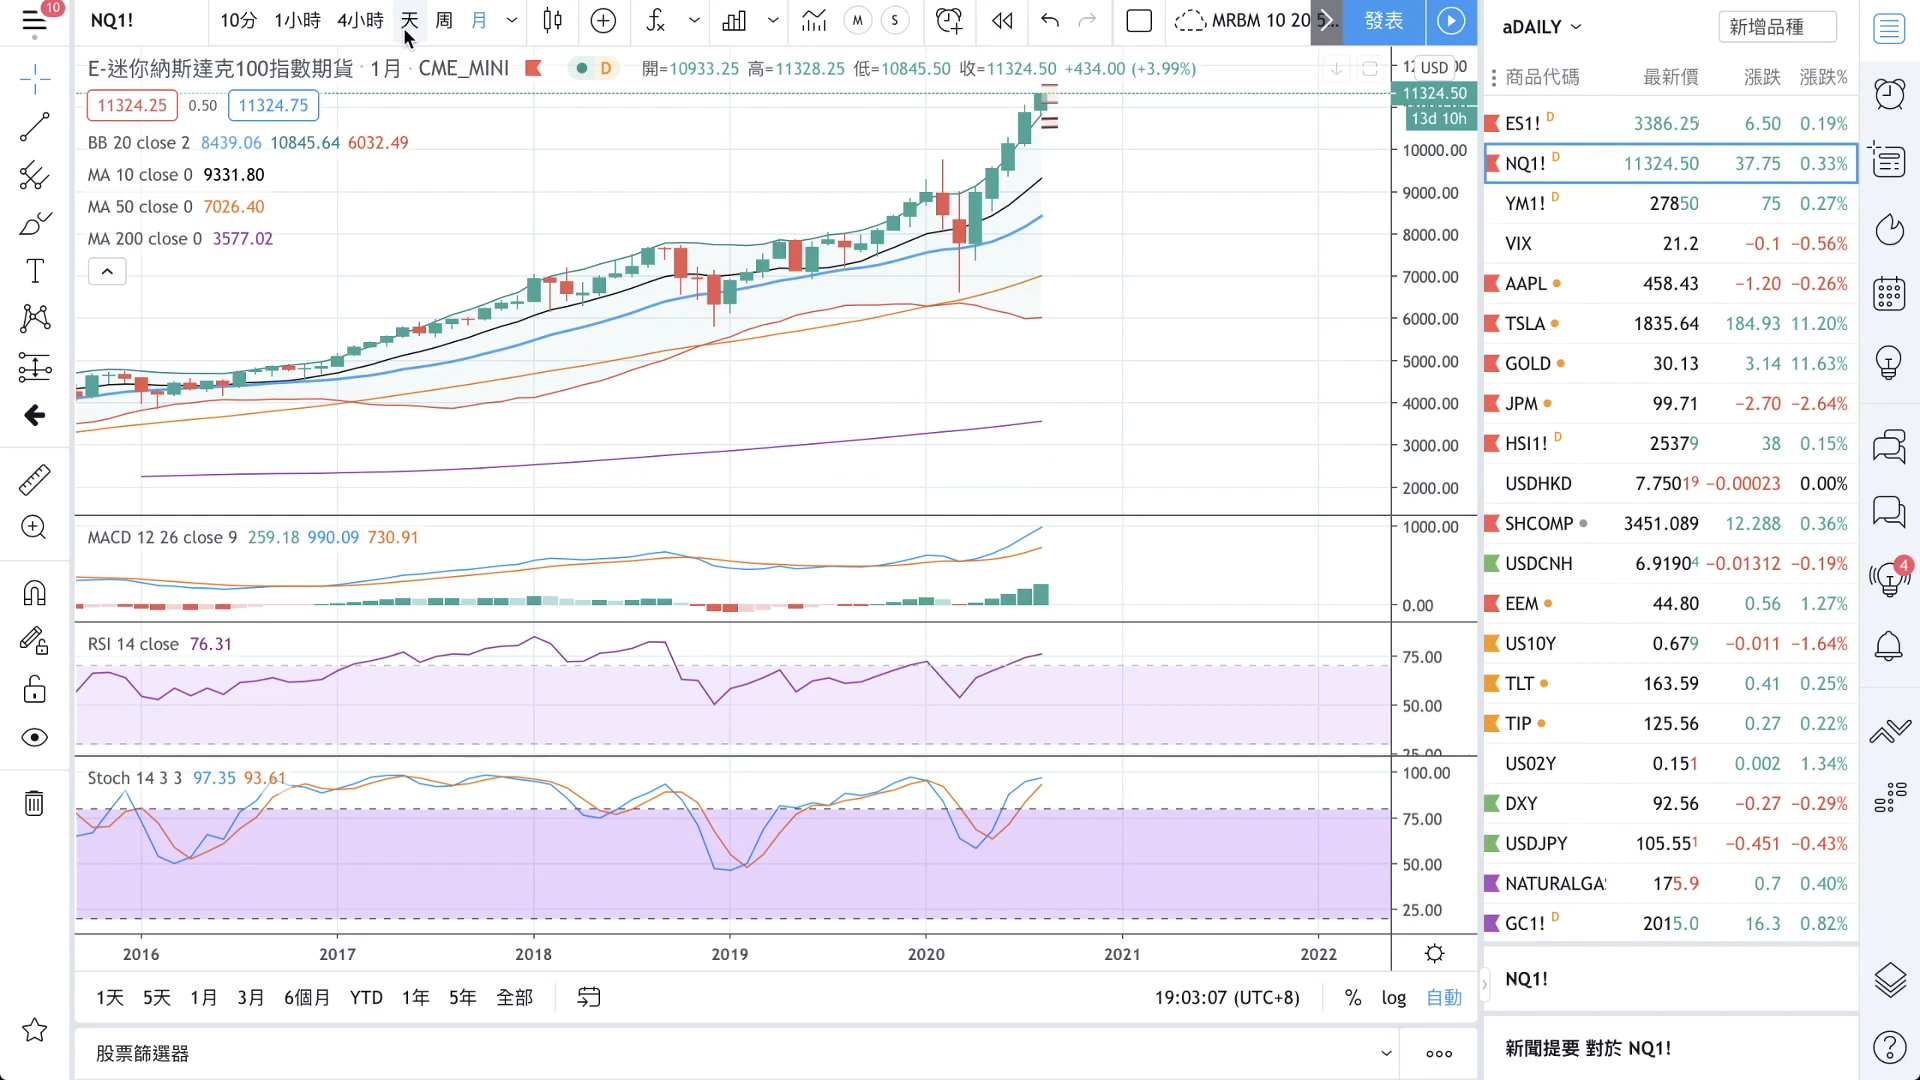 10
NQ1!
10分 1小時 4小時 天 周 月
M S
MRBM 10 20 5...
發表
E-迷你納斯達克100指數期貨 · 1月 · CME_MINI
D
開=10933.25 高=11328.25 低=10845.50 收=11324.50 +434.00 (+3.99%)
USD
11324.25 0.50 11324.75
BB 20 close 2 8439.06 10845.64 6032.49
MA 10 close 0 9331.80
MA 50 close 0 7026.40
MA 200 close 0 3577.02
11324.50
13d 10h
10000.00
9000.00
8000.00
7000.00
6000.00
5000.00
4000.00
3000.00
2000.00
MACD 12 26 close 9 259.18 990.09 730.91
1000.00
0.00
RSI 14 close 76.31
75.00
50.00
25.00
Stoch 14 3 3 97.35 93.61
100.00
75.00
50.00
25.00
2016 2017 2018 2019 2020 2021 2022
1天 5天 1月 3月 6個月 YTD 1年 5年 全部
19:03:07 (UTC+8) % log 自動
股票篩選器
aDAILY
新增品種
商品代碼 最新價 漲跌 漲跌%
ES1! D 3386.25 6.50 0.19%
NQ1! D 11324.50 37.75 0.33%
YM1! D 27850 75 0.27%
VIX 21.2 −0.1 −0.56%
AAPL 458.43 −1.20 −0.26%
TSLA 1835.64 184.93 11.20%
GOLD 30.13 3.14 11.63%
JPM 99.71 −2.70 −2.64%
HSI1! D 25379 38 0.15%
USDHKD 7.75019 −0.00023 0.00%
SHCOMP 3451.089 12.288 0.36%
USDCNH 6.91904 −0.01312 −0.19%
EEM 44.80 0.56 1.27%
US10Y 0.679 −0.011 −1.64%
TLT 163.59 0.41 0.25%
TIP 125.56 0.27 0.22%
US02Y 0.151 0.002 1.34%
DXY 92.56 −0.27 −0.29%
USDJPY 105.551 −0.451 −0.43%
NATURALGA 175.9 0.7 0.40%
GC1! D 2015.0 16.3 0.82%
NQ1!
新聞提要 對於 NQ1!
4